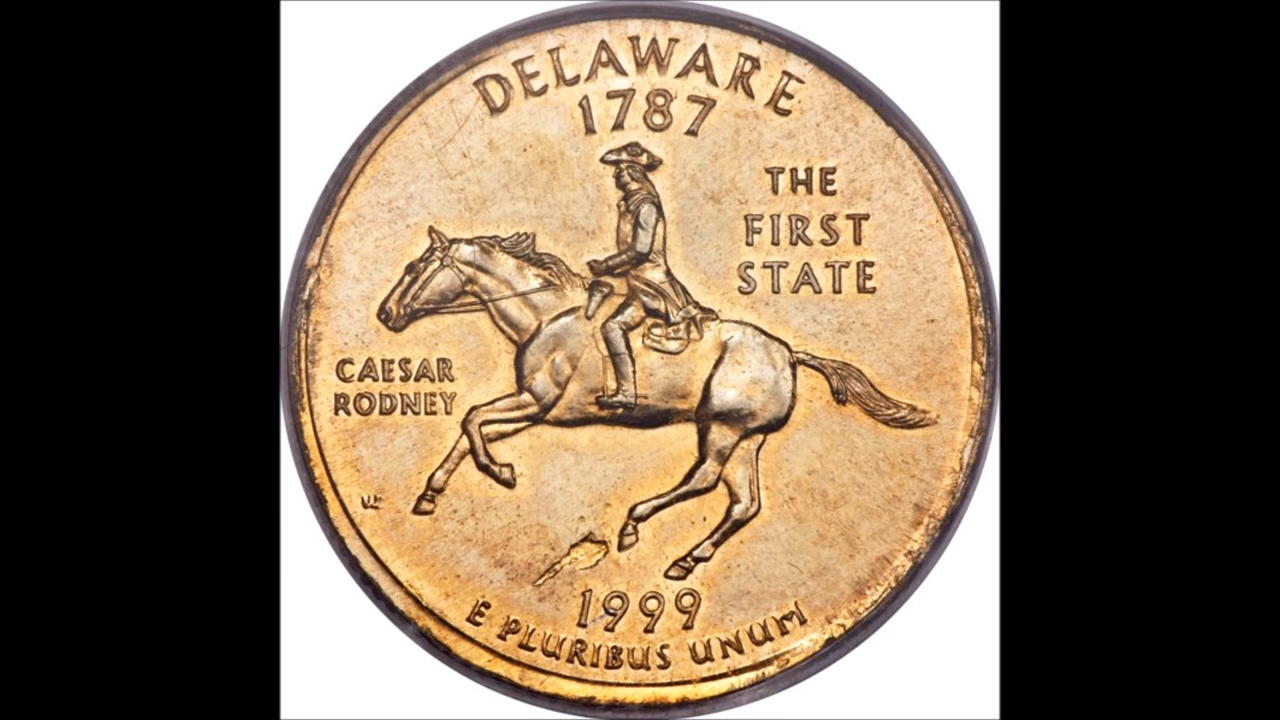 DELAWARE
1787
THE
FIRST
STATE
CAESAR
RODNEY
1999
E PLURIBUS UNUM